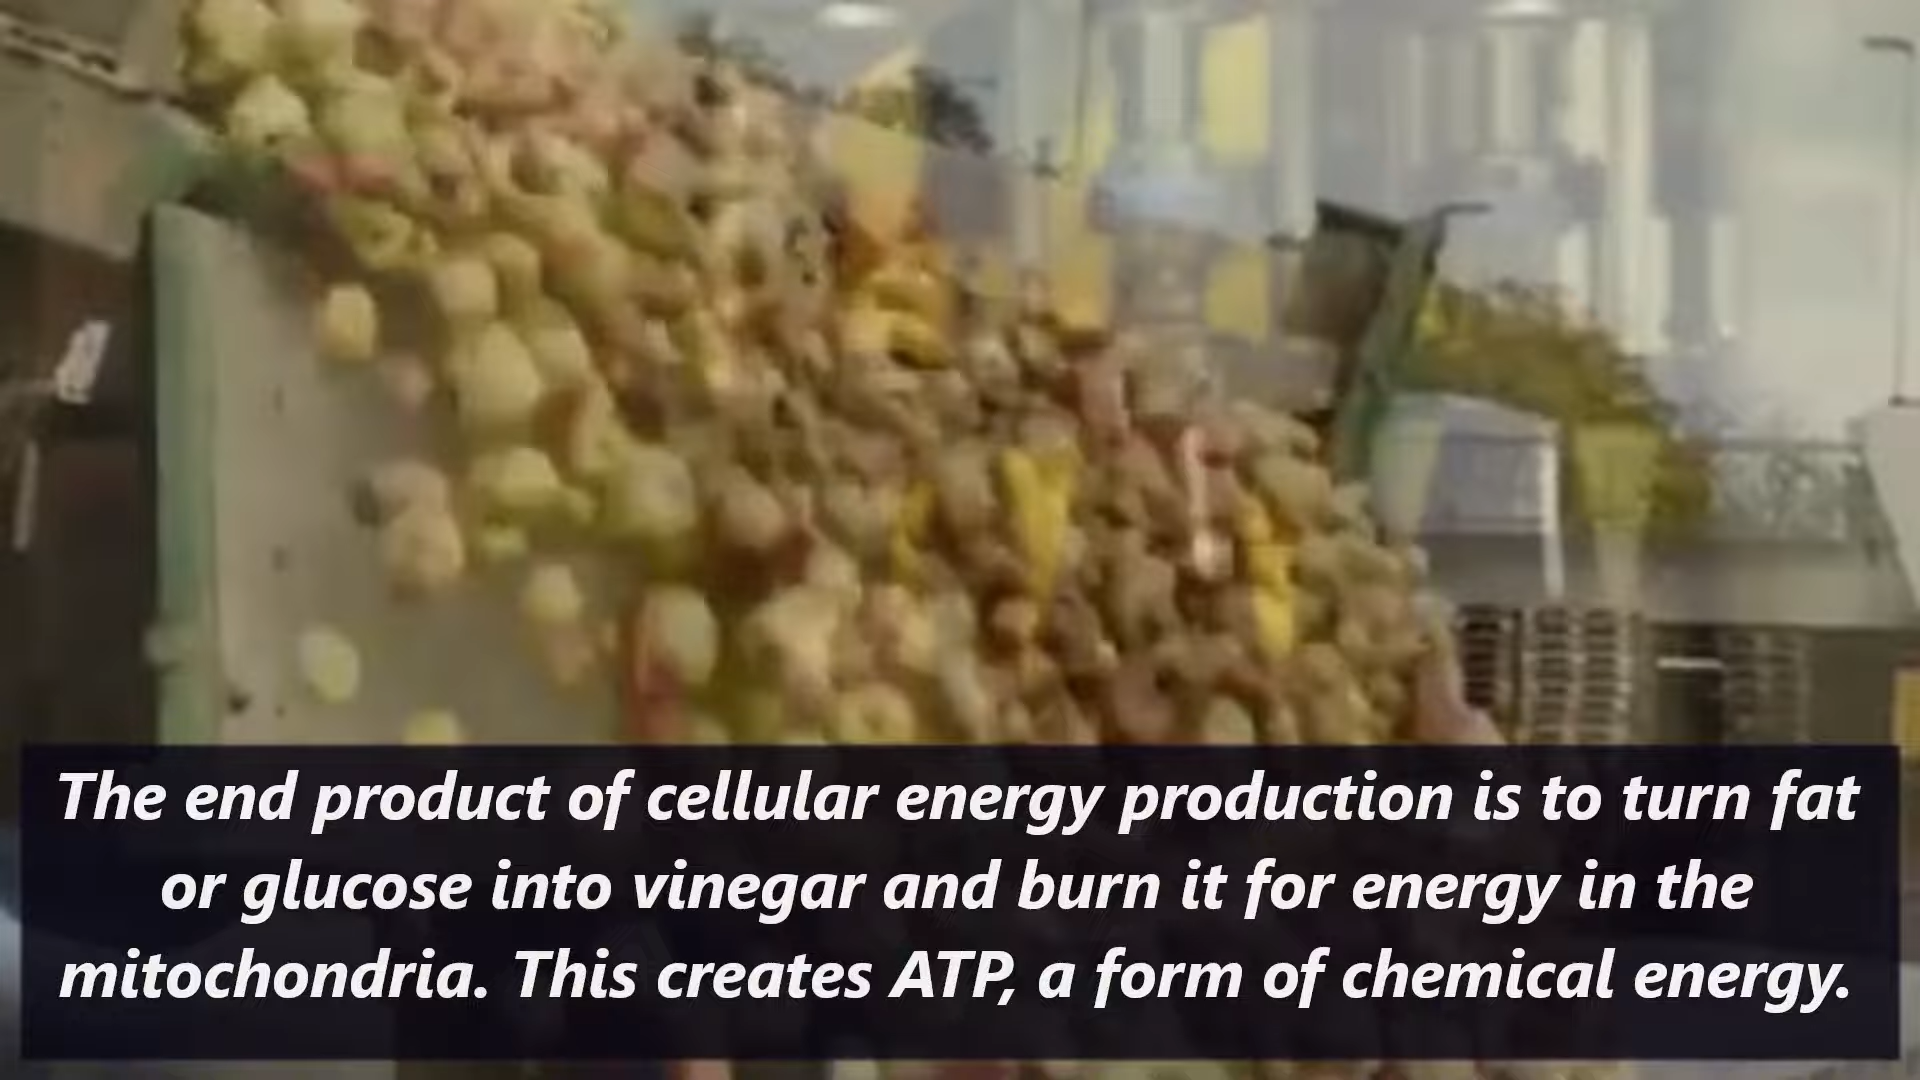 The end product of cellular energy production is to turn fat
or glucose into vinegar and burn it for energy in the
mitochondria. This creates ATP, a form of chemical energy.